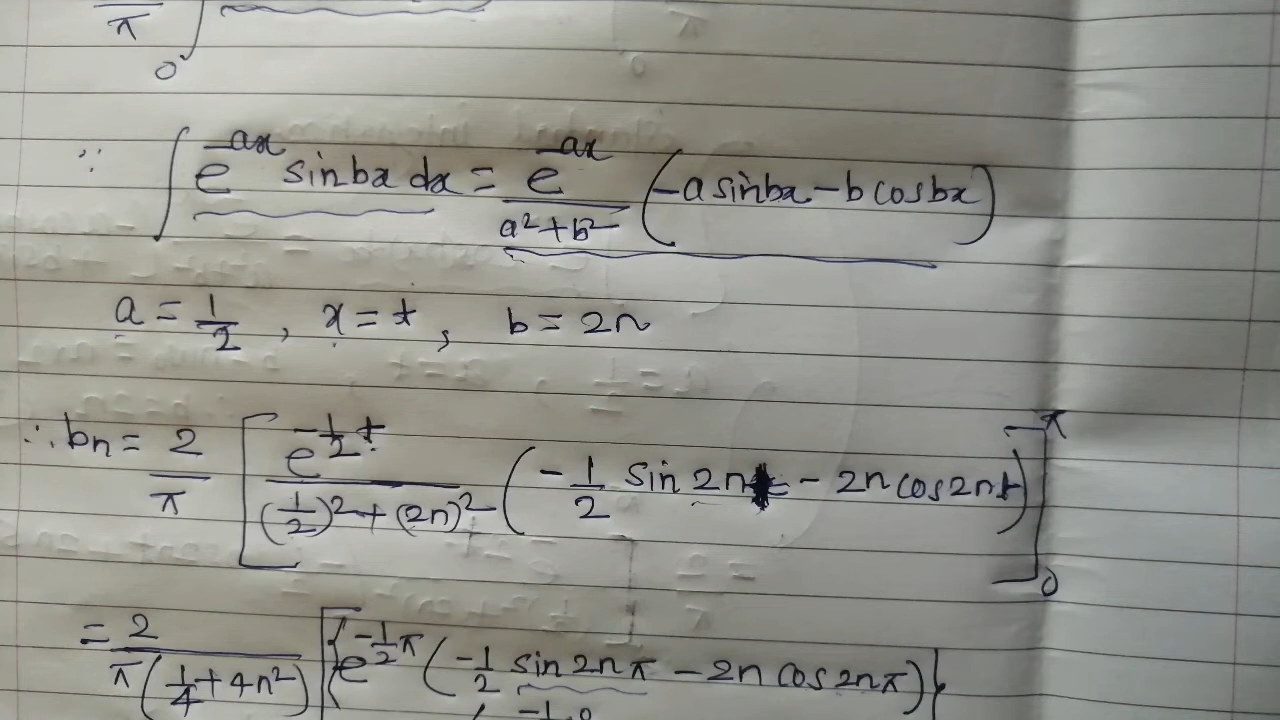 π ∫₀
∵ ∫ e^{-ax} sinbx dx = e^{-ax}/(a²+b²) (-a sinbx - b cosbx)
a = 1/2 , x = t , b = 2n
∴ bn = 2/π [ e^{-1/2 t}/((1/2)²+(2n)²) (-1/2 sin 2nt - 2n cos2nt) ]₀^π
= 2/(π(1/4+4n²)) [ { e^{-1/2 π} (-1/2 sin 2nπ - 2n cos 2nπ) }